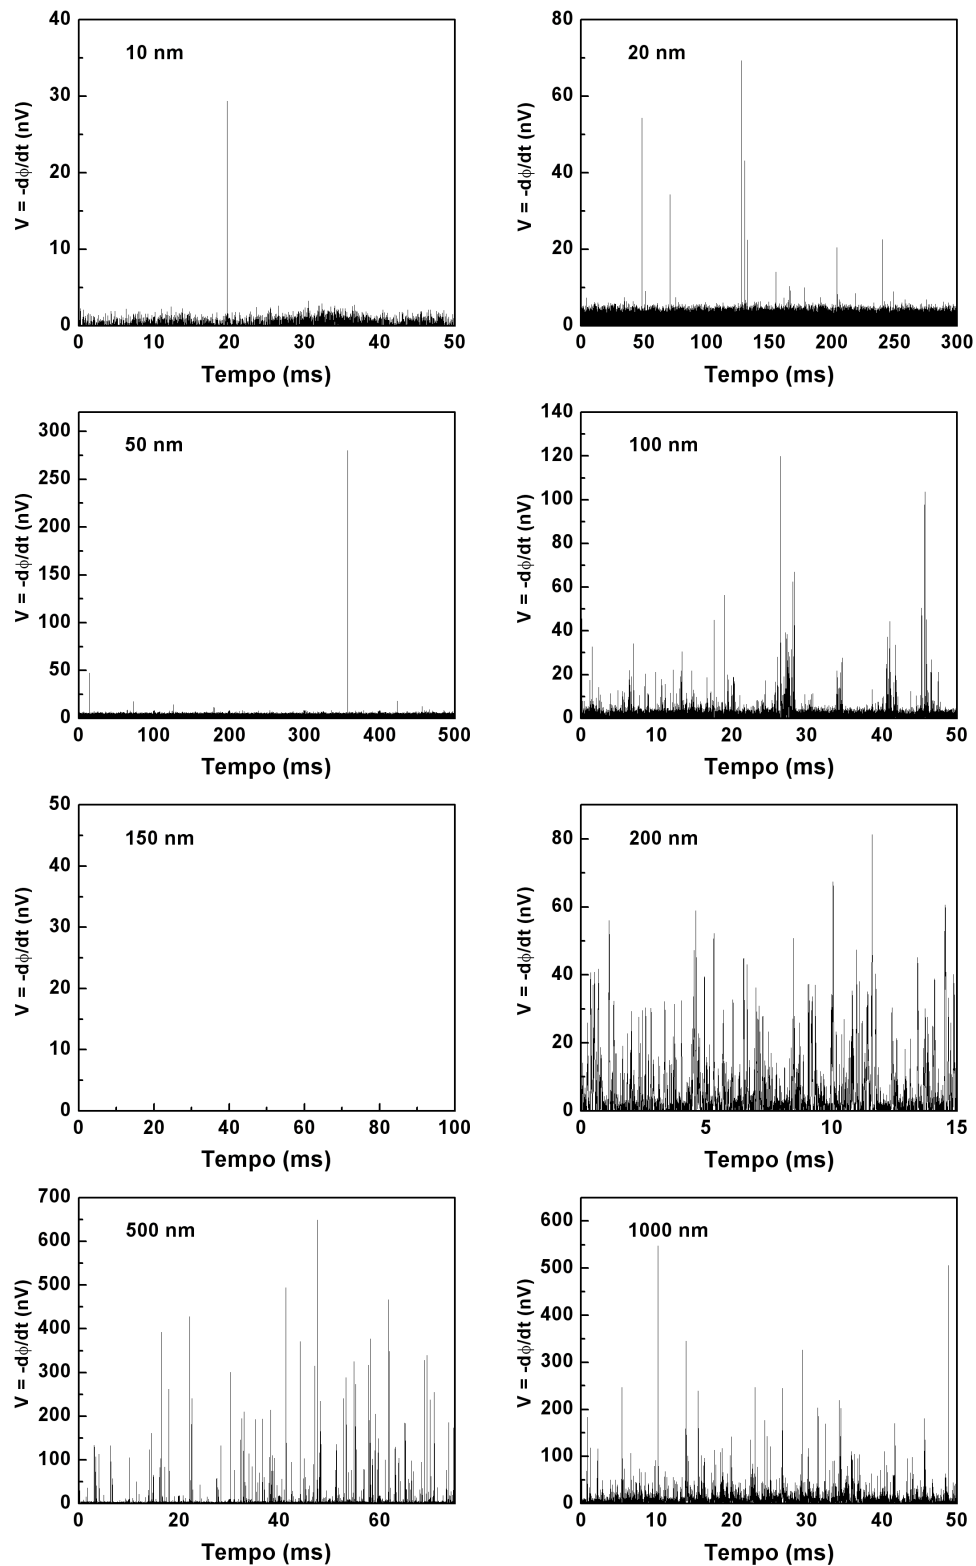 10 nm
V = -dϕ/dt (nV)
40
30
20
10
0
0 10 20 30 40 50
Tempo (ms)
20 nm
V = -dϕ/dt (nV)
80
60
40
20
0
0 50 100 150 200 250 300
Tempo (ms)
50 nm
V = -dϕ/dt (nV)
300
250
200
150
100
50
0
0 100 200 300 400 500
Tempo (ms)
100 nm
V = -dϕ/dt (nV)
140
120
100
80
60
40
20
0
0 10 20 30 40 50
Tempo (ms)
150 nm
V = -dϕ/dt (nV)
50
40
30
20
10
0
0 20 40 60 80 100
Tempo (ms)
200 nm
V = -dϕ/dt (nV)
80
60
40
20
0
0 5 10 15
Tempo (ms)
500 nm
V = -dϕ/dt (nV)
700
600
500
400
300
200
100
0
0 20 40 60
Tempo (ms)
1000 nm
V = -dϕ/dt (nV)
600
500
400
300
200
100
0
0 10 20 30 40 50
Tempo (ms)